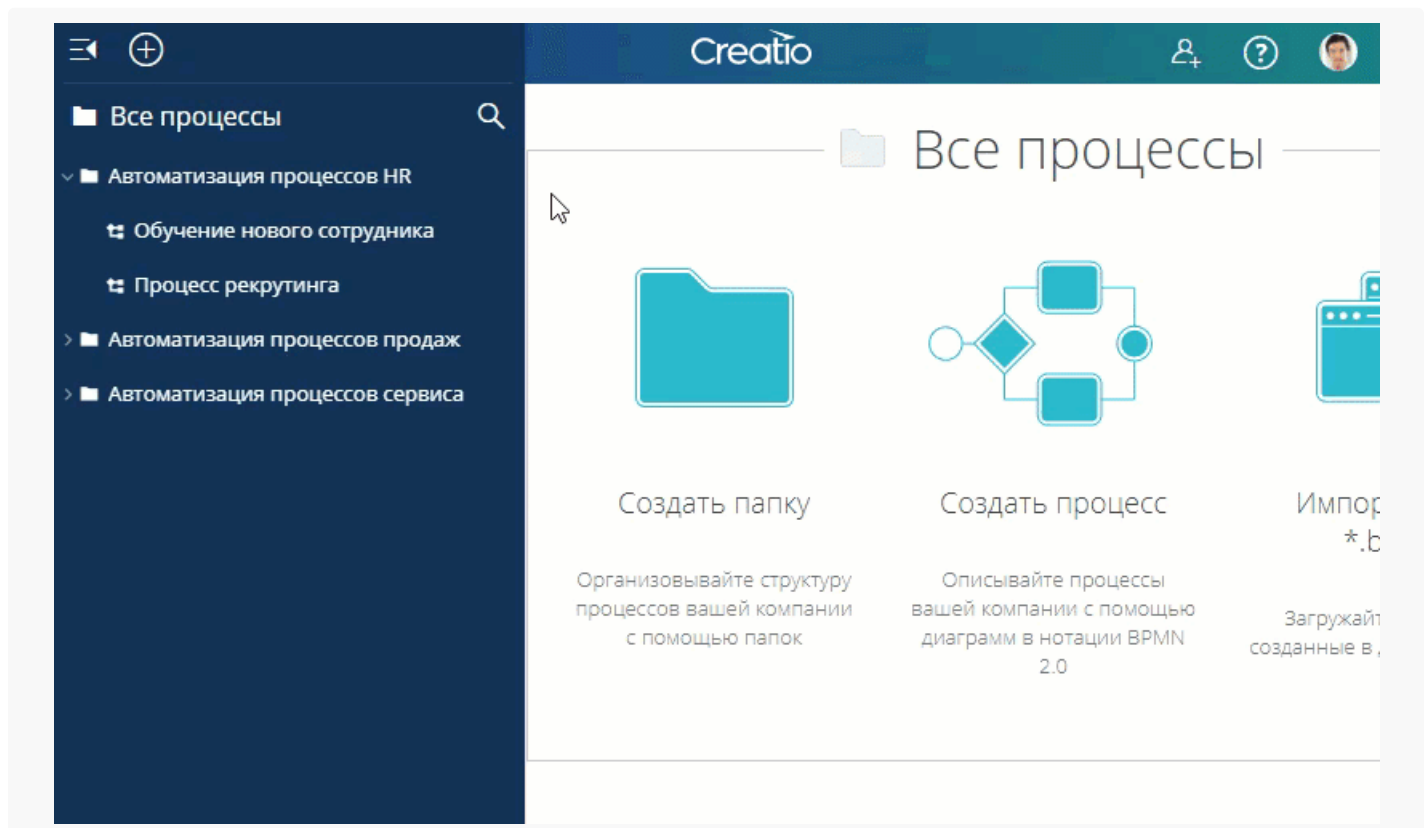 Creatio
Все процессы
Автоматизация процессов HR
Обучение нового сотрудника
Процесс рекрутинга
Автоматизация процессов продаж
Автоматизация процессов сервиса
Все процессы
Создать папку
Организовывайте структуру
процессов вашей компании
с помощью папок
Создать процесс
Описывайте процессы
вашей компании с помощью
диаграмм в нотации BPMN
2.0
созданные в